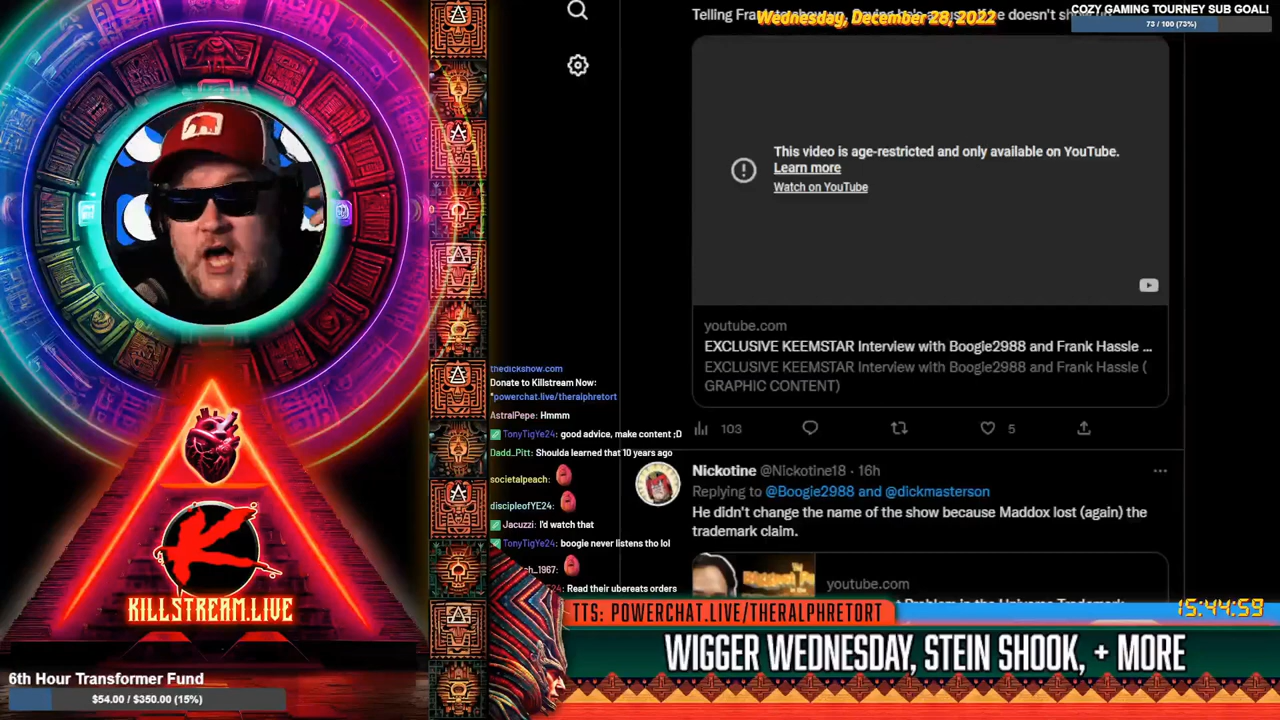 Wednesday, December 28, 2022
COZY GAMING TOURNEY SUB GOAL!
73 / 100 (73%)
This video is age-restricted and only available on YouTube.
Learn more
Watch on YouTube
youtube.com
EXCLUSIVE KEEMSTAR Interview with Boogie2988 and Frank Hassle ...
EXCLUSIVE KEEMSTAR Interview with Boogie2988 and Frank Hassle (
GRAPHIC CONTENT)
103
5
Nickotine @Nickotine18 · 16h
Replying to @Boogie2988 and @dickmasterson
He didn't change the name of the show because Maddox lost (again) the
trademark claim.
youtube.com
thedickshow.com
Donate to Killstream Now:
"powerchat.live/theralphretort
AstralPepe: Hmmm
TonyTigYe24: good advice, make content ;D
Dadd_Pitt: Shoulda learned that 10 years ago
societalpeach:
discipleofYE24:
Jacuzzi: I'd watch that
TonyTigYe24: boogie never listens tho lol
Read their ubereats orders
KILLSTREAM.LIVE
TTS: POWERCHAT.LIVE/THERALPHRETORT
15:44:59
WIGGER WEDNESDAY, STEIN SHOOK, + MORE
6th Hour Transformer Fund
$54.00 / $350.00 (15%)